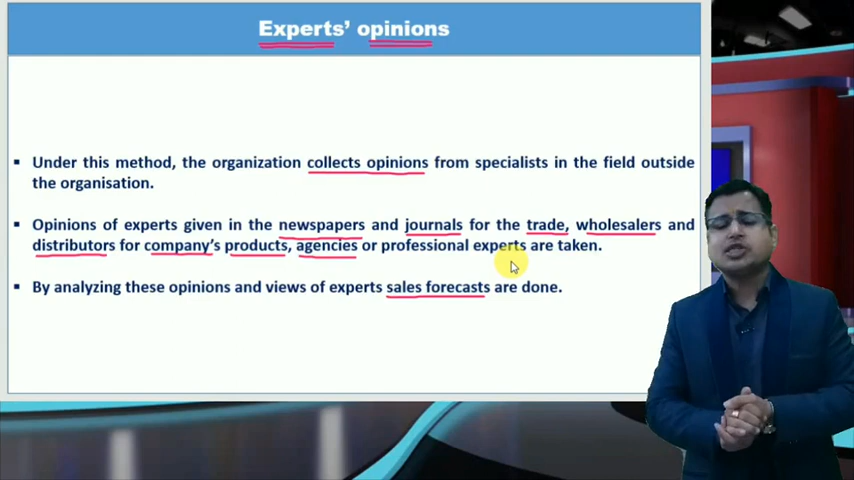 Experts' opinions
▪ Under this method, the organization collects opinions from specialists in the field outside
the organisation.
▪ Opinions of experts given in the newspapers and journals for the trade, wholesalers and
distributors for company's products, agencies or professional experts are taken.
▪ By analyzing these opinions and views of experts sales forecasts are done.